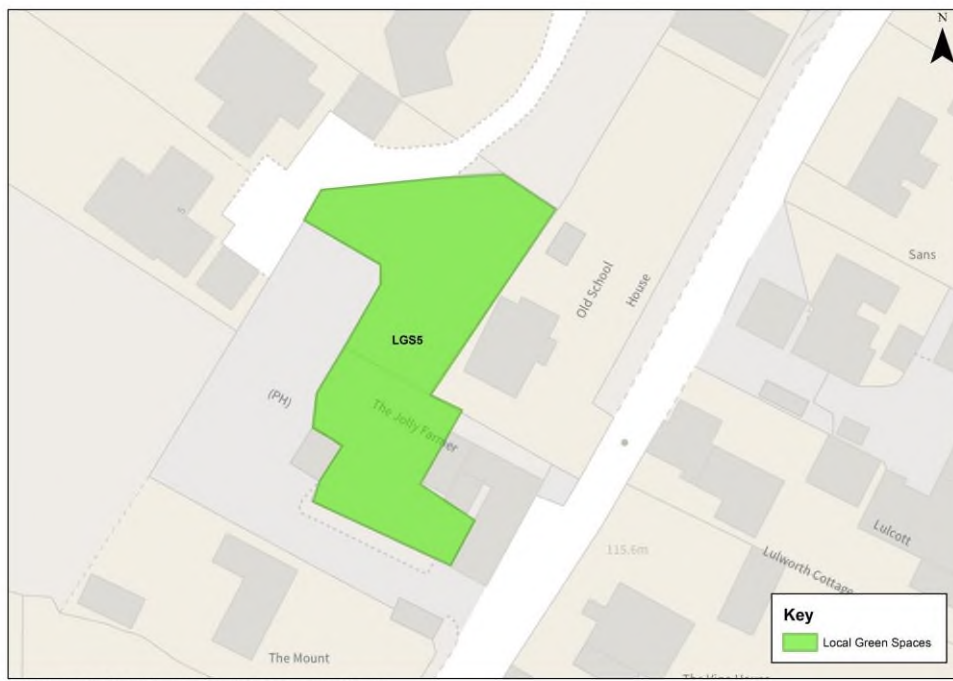 N
Sans
Old School
House
LGS5
(PH)
The Jolly Farmer
115.6m
Lulcott
Lulworth Cottage
The Mount
Key
Local Green Spaces